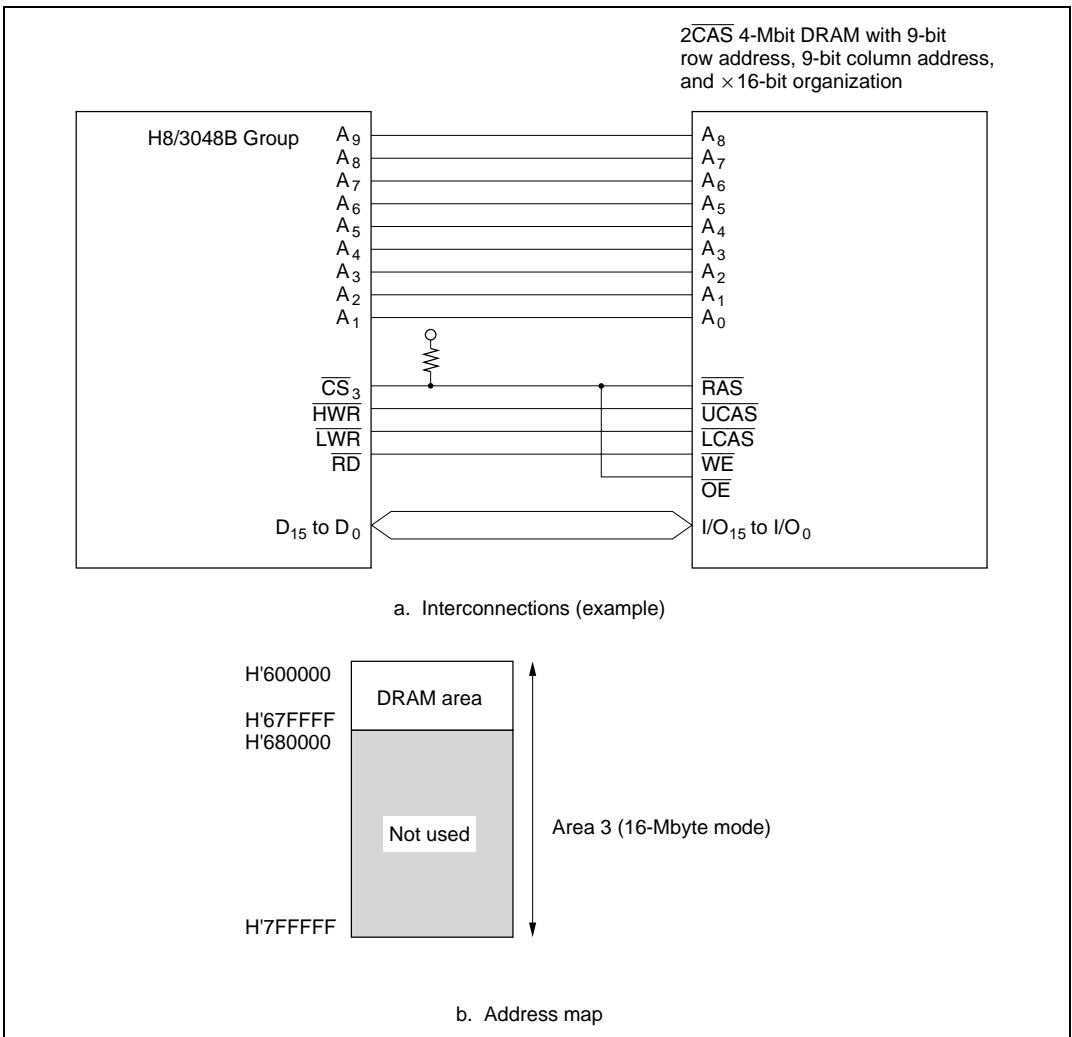 2CAS 4-Mbit DRAM with 9-bit
row address, 9-bit column address,
and ×16-bit organization
H8/3048B Group
A9
A8
A7
A6
A5
A4
A3
A2
A1
CS3
HWR
LWR
RD
D15 to D0
A8
A7
A6
A5
A4
A3
A2
A1
A0
RAS
UCAS
LCAS
WE
OE
I/O15 to I/O0
a. Interconnections (example)
H'600000
H'67FFFF
H'680000
H'7FFFFF
DRAM area
Not used
Area 3 (16-Mbyte mode)
b. Address map